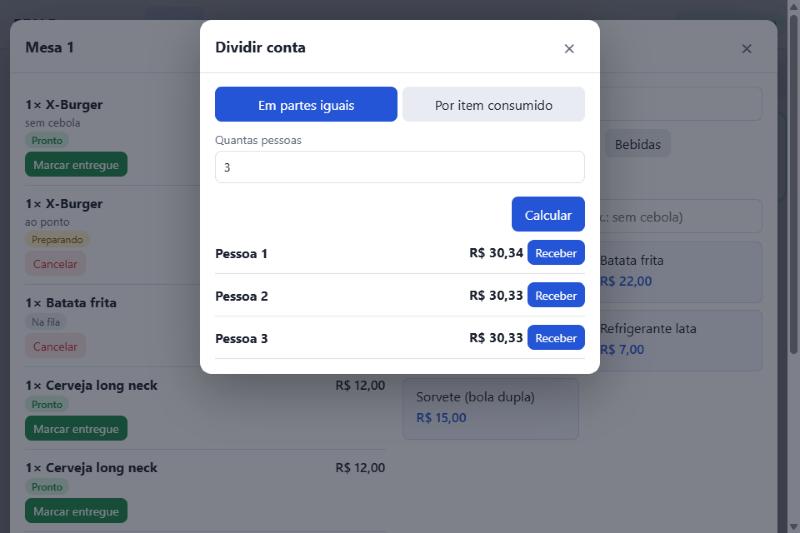 Mesa 1
×
1× X-Burger
sem cebola
Pronto
Marcar entregue
1× X-Burger
ao ponto
Preparando
Cancelar
1× Batata frita
Na fila
Cancelar
1× Cerveja long neck
R$ 12,00
Pronto
Marcar entregue
1× Cerveja long neck
R$ 12,00
Pronto
Marcar entregue
Dividir conta
×
Em partes iguais
Por item consumido
Quantas pessoas
3
Calcular
Pessoa 1
R$ 30,34
Receber
Pessoa 2
R$ 30,33
Receber
Pessoa 3
R$ 30,33
Receber
Bebidas
sem cebola)
Batata frita
R$ 22,00
Refrigerante lata
R$ 7,00
Sorvete (bola dupla)
R$ 15,00